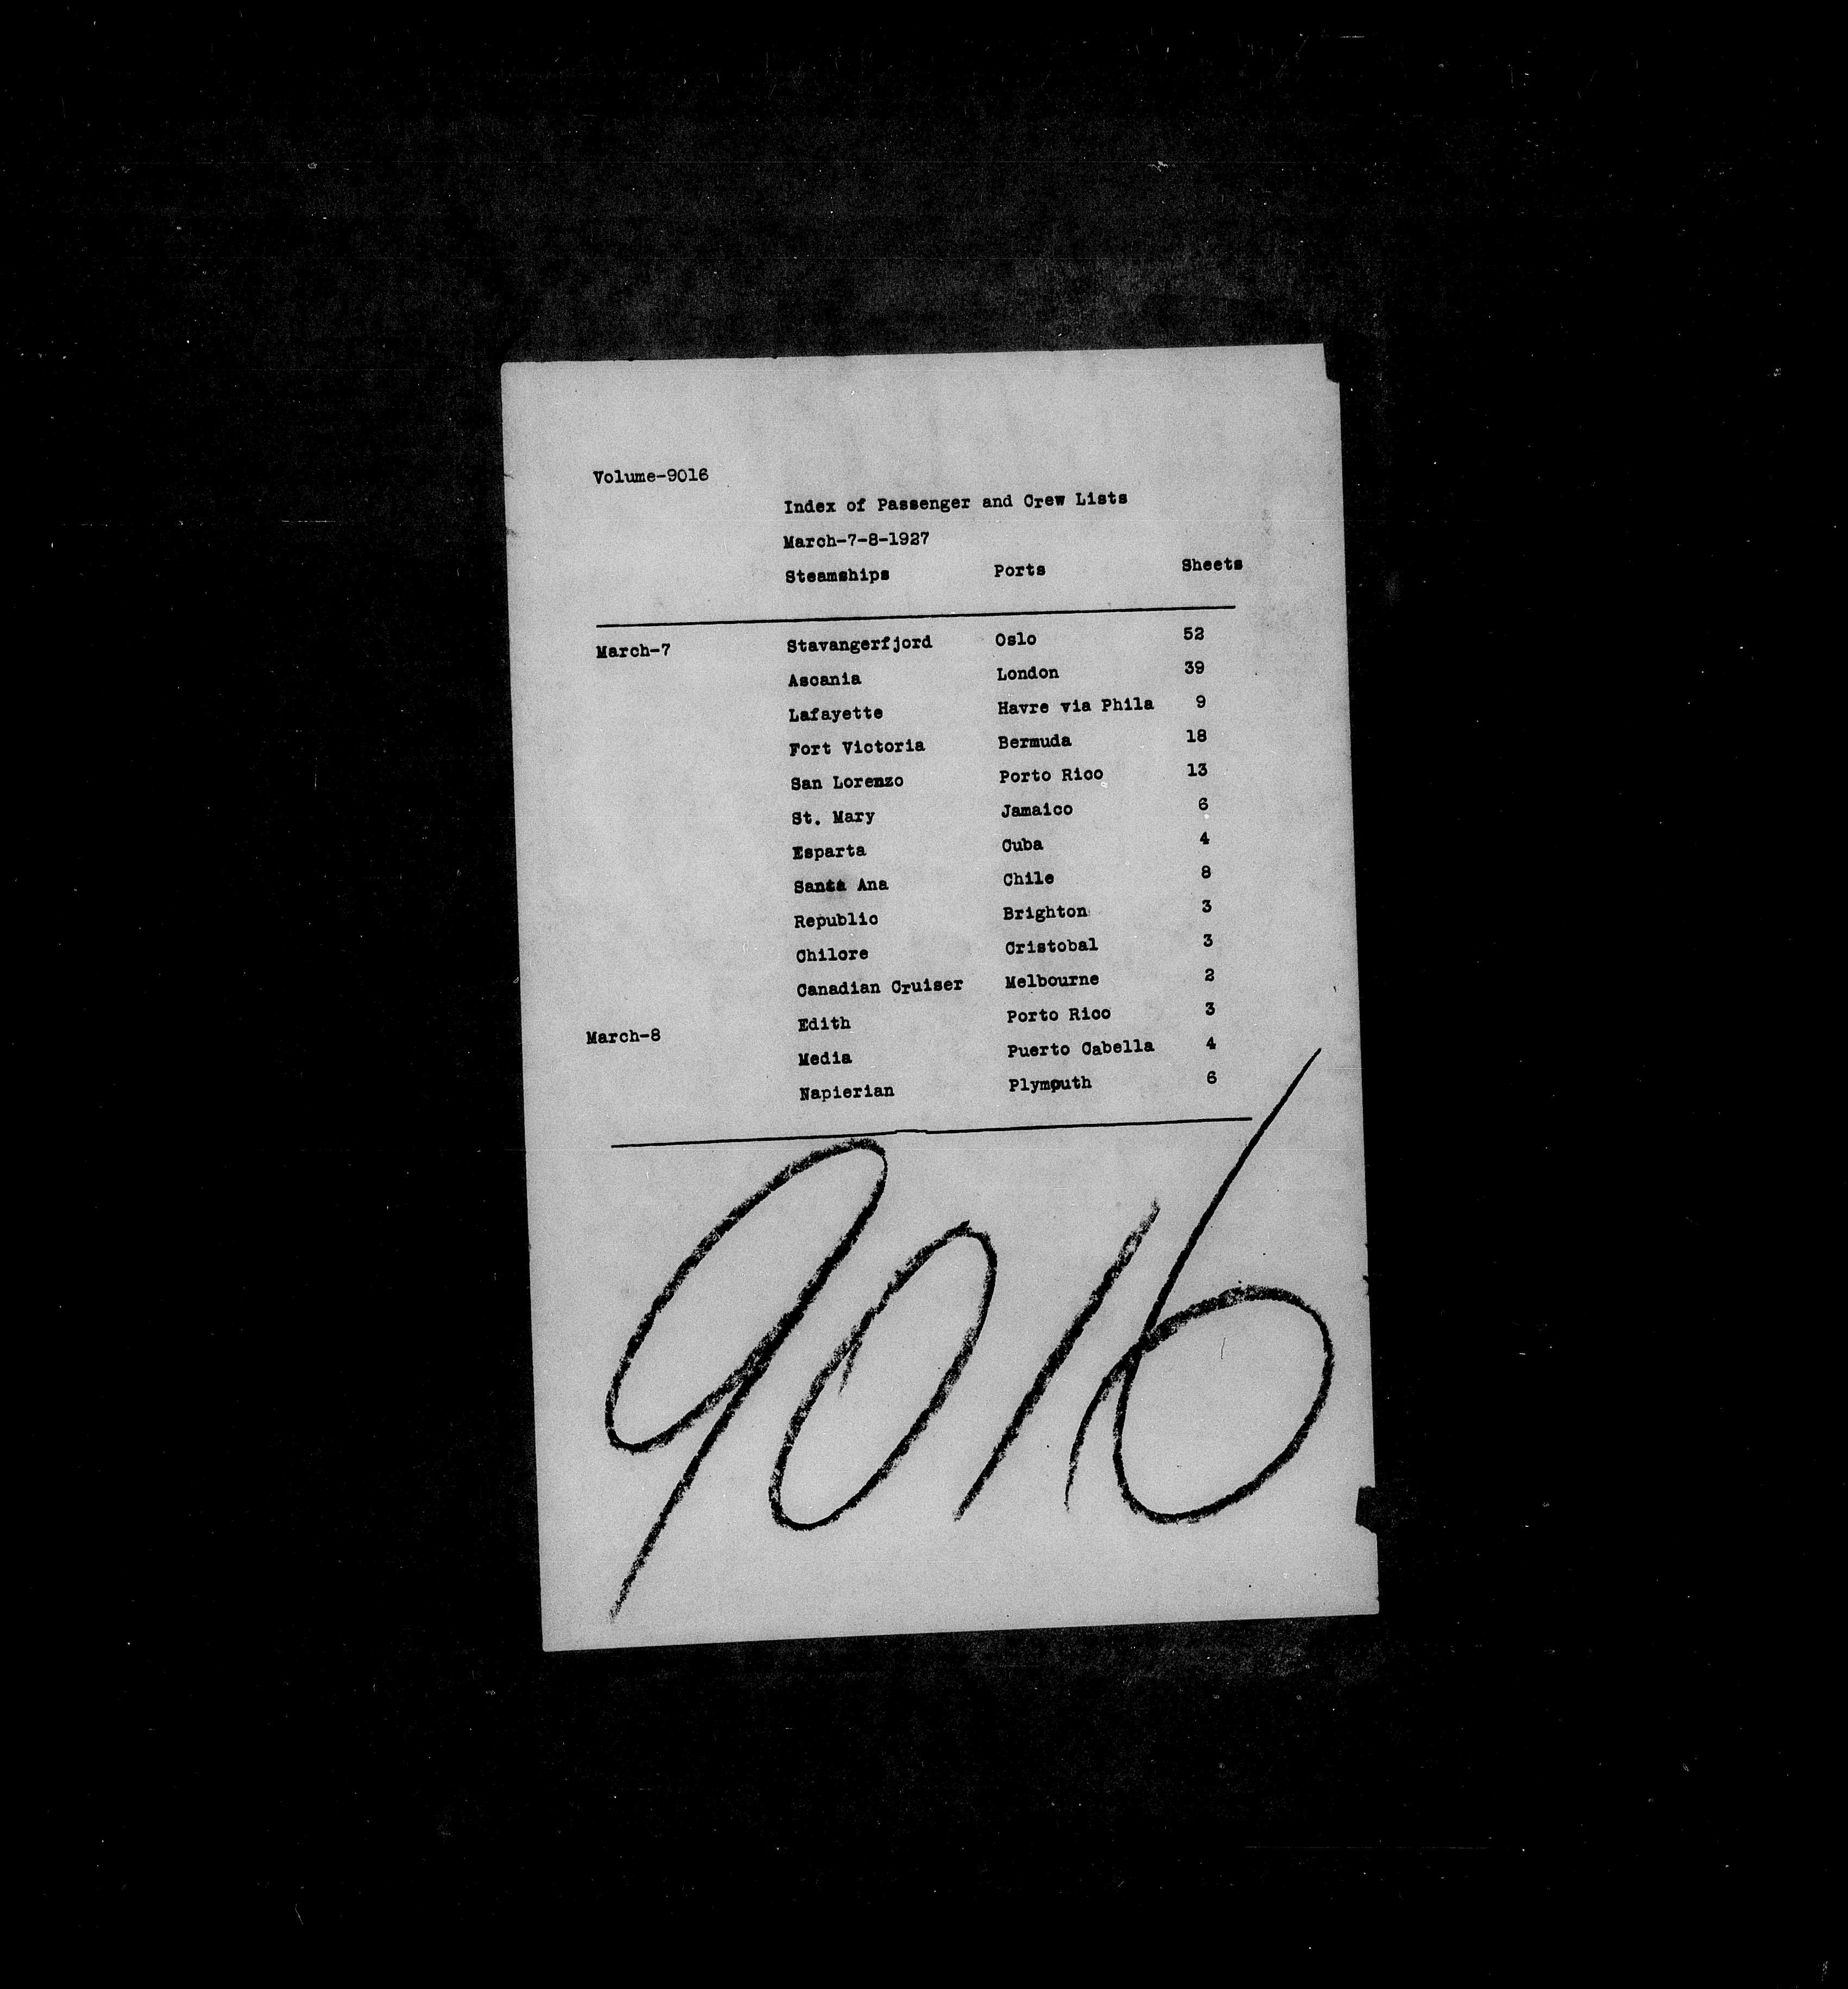 Volume-9016
Index of Passenger and Crew Lists
March-7-8-1927
Steamships Ports Sheets
March-7 Stavangerfjord Oslo 52
Ascania London 39
Lafayette Havre via Phila 9
Fort Victoria Bermuda 18
San Lorenzo Porto Rico 13
St. Mary Jamaico 6
Esparta Cuba 4
Santa Ana Chile 8
Republic Brighton 3
Chilore Cristobal 3
Canadian Cruiser Melbourne 2
March-8 Edith Porto Rico 3
Media Puerto Cabella 4
Napierian Plymouth 6
9016